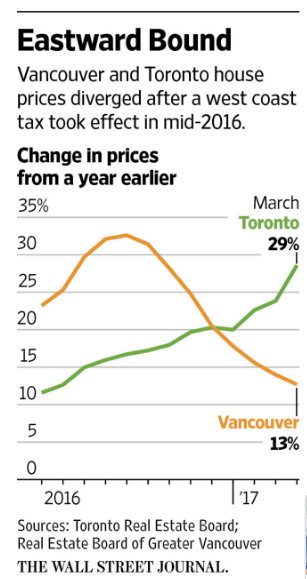 Eastward Bound
Vancouver and Toronto house
prices diverged after a west coast
tax took effect in mid-2016.
Change in prices
from a year earlier
35%
March
Toronto
29%
30
25
20
15
10
Vancouver
13%
5
0
2016
'17
Sources: Toronto Real Estate Board;
Real Estate Board of Greater Vancouver
THE WALL STREET JOURNAL.